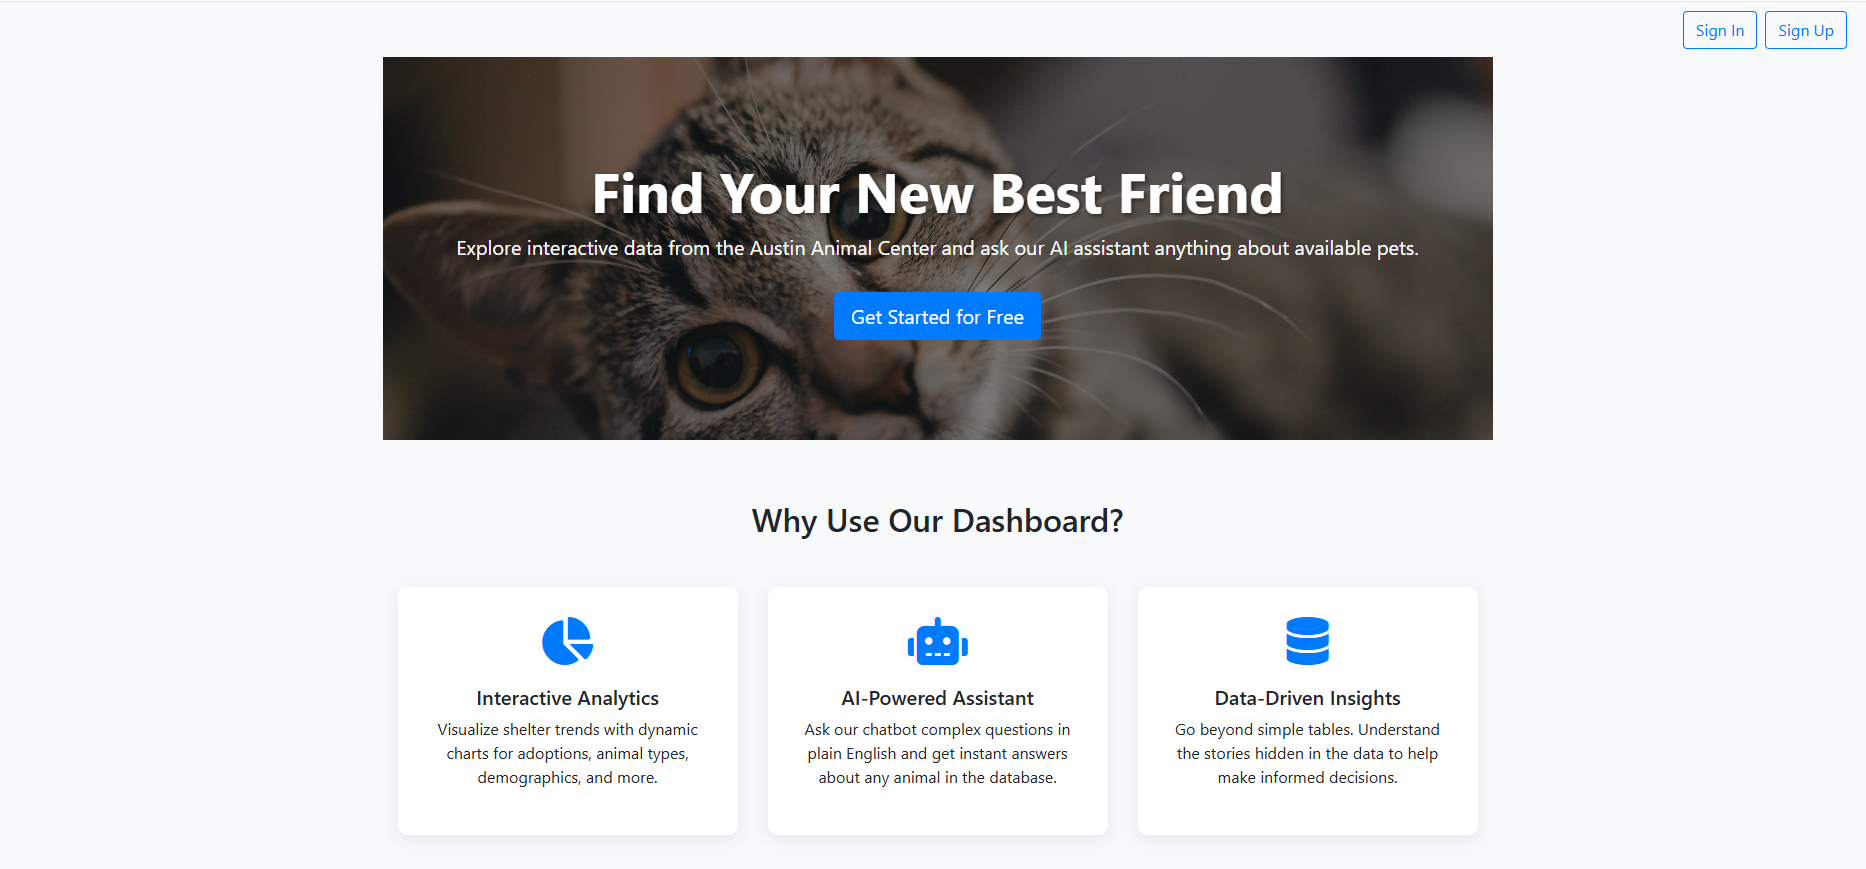 Sign In
Sign Up
Find Your New Best Friend
Explore interactive data from the Austin Animal Center and ask our AI assistant anything about available pets.
Get Started for Free
Why Use Our Dashboard?
Interactive Analytics
Visualize shelter trends with dynamic
charts for adoptions, animal types,
demographics, and more.
AI-Powered Assistant
Ask our chatbot complex questions in
plain English and get instant answers
about any animal in the database.
Data-Driven Insights
Go beyond simple tables. Understand
the stories hidden in the data to help
make informed decisions.